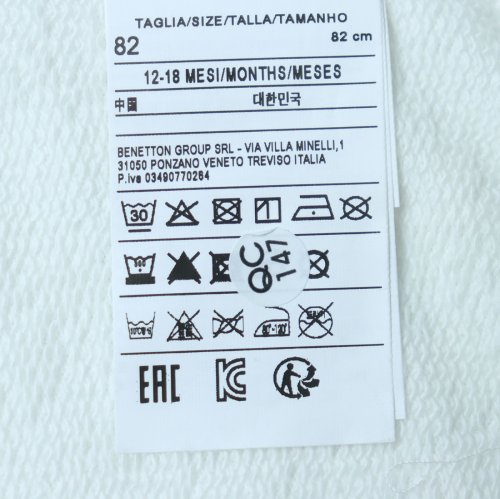 TAGLIA/SIZE/TALLA/TAMANHO
82 82 cm
12-18 MESI/MONTHS/MESES
中国 대한민국
BENETTON GROUP SRL - VIA VILLA MINELLI,1
31050 PONZANO VENETO TREVISO ITALIA
P.iva 03490770264
30
QC
147
EAC
KC